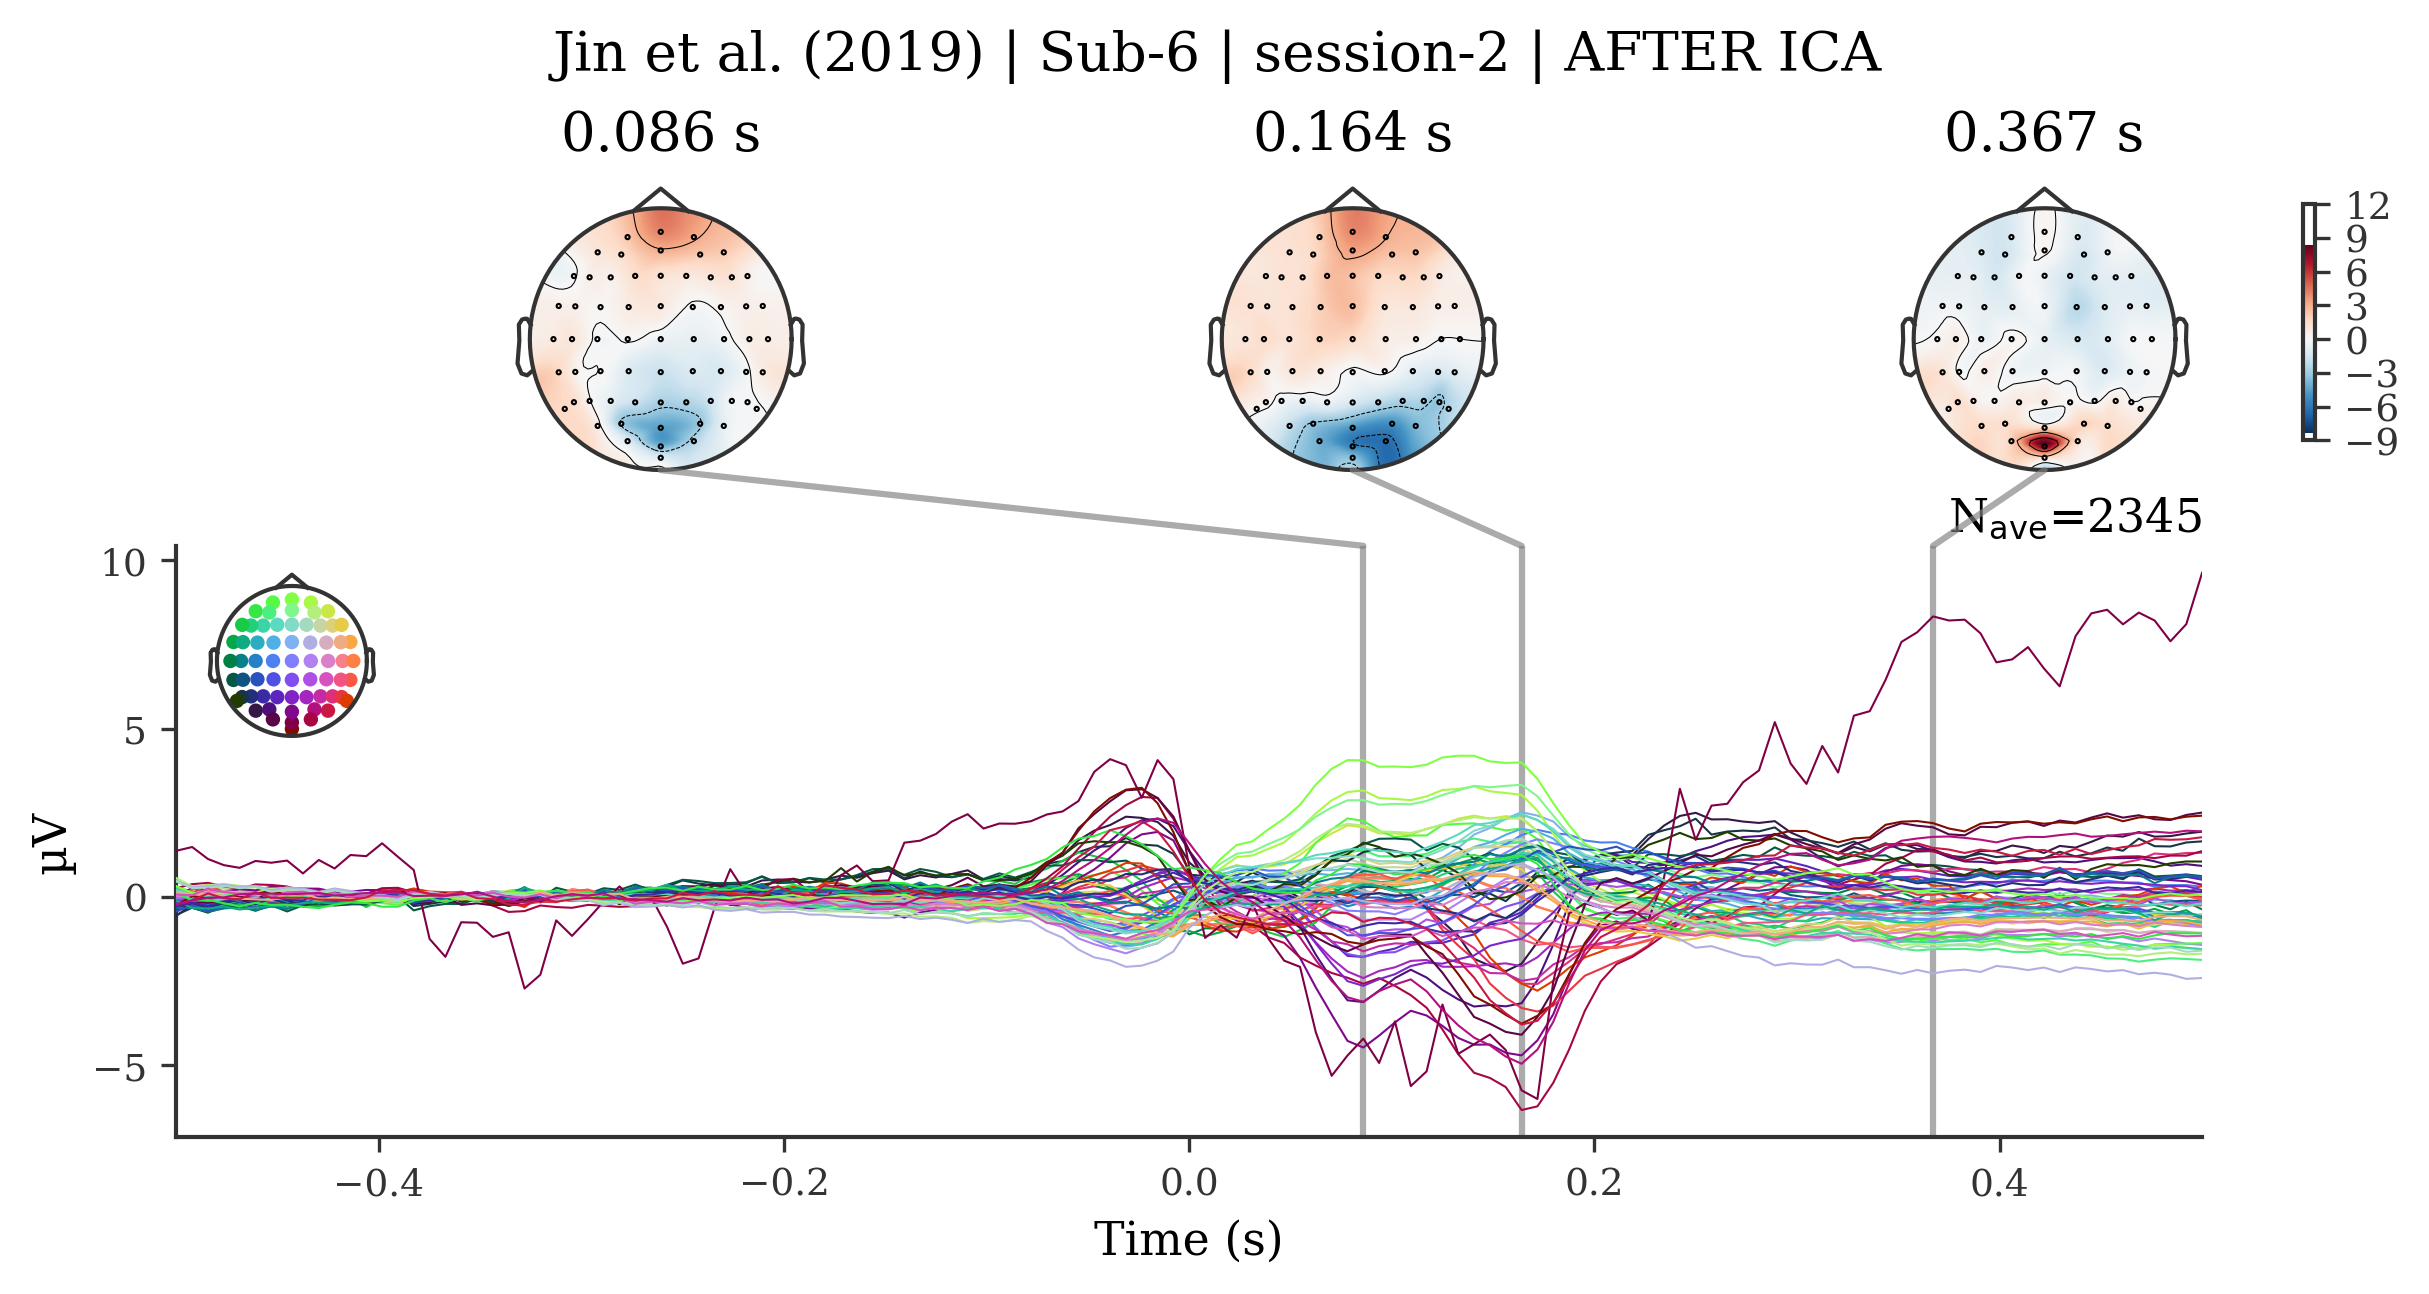 Jin et al. (2019) | Sub-6 | session-2 | AFTER ICA
0.086 s
0.164 s
0.367 s
12
9
6
3
0
−3
−6
−9
Nave=2345
10
5
0
−5
µV
−0.4
−0.2
0.0
0.2
0.4
Time (s)